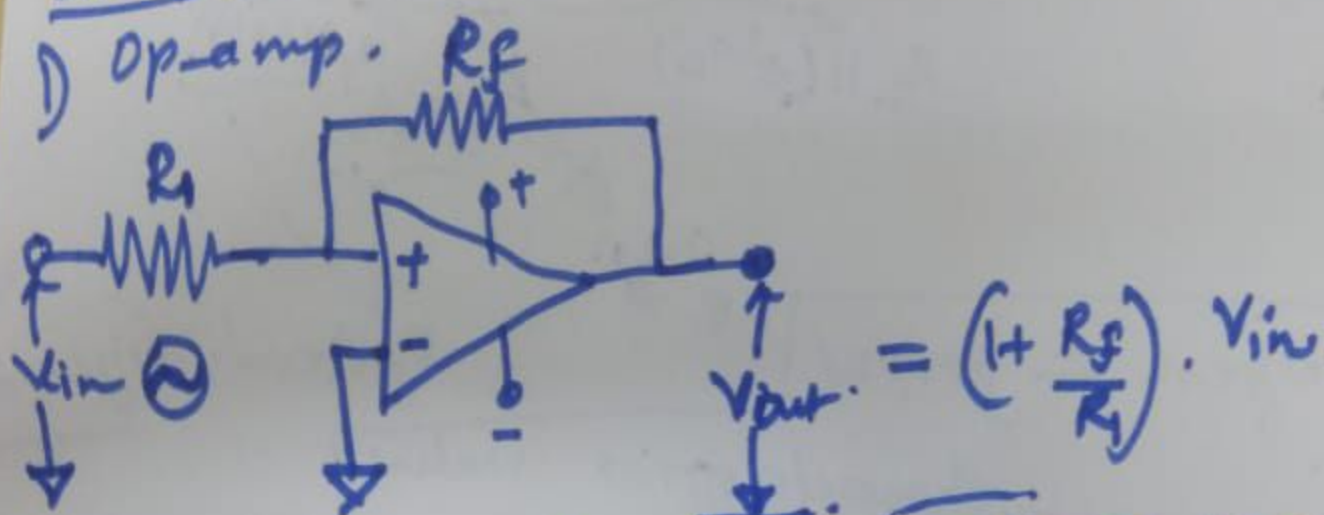 1) Op-amp.
Rf
R1
+
+
-
-
Vin
Vout. = (1+ Rf/R1). Vin